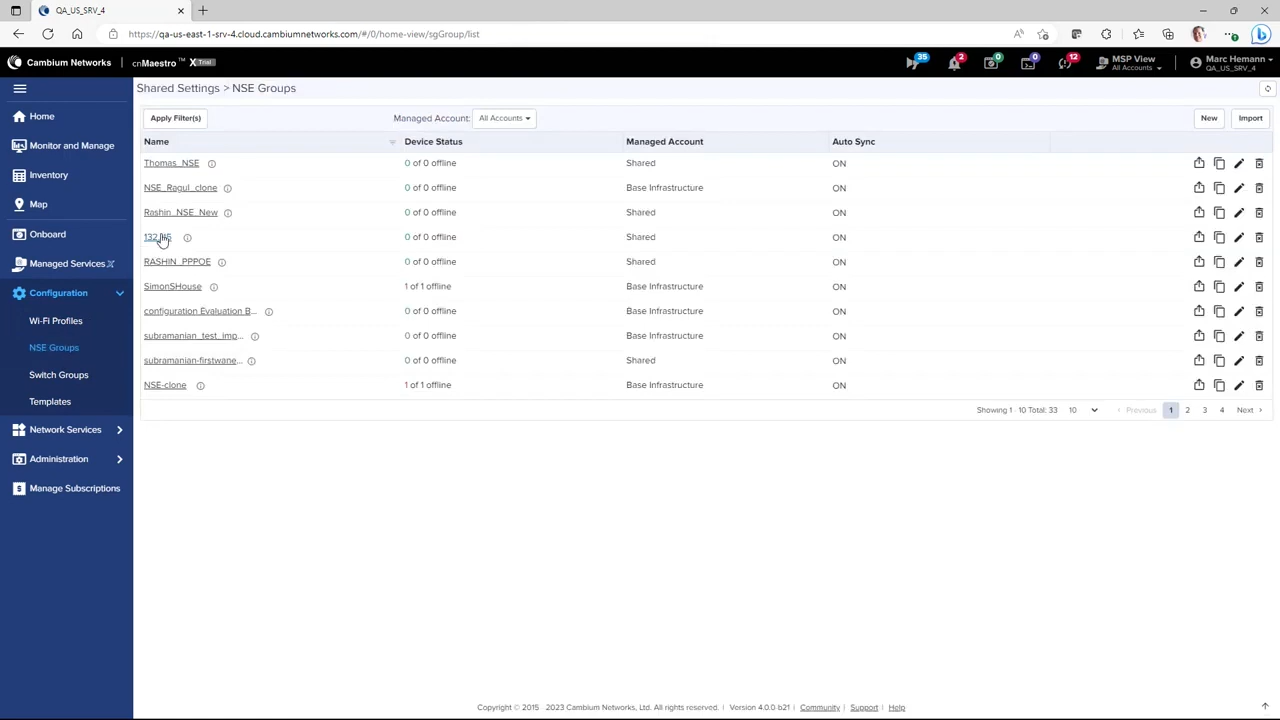 QA_US_SRV_4
https://qa-us-east-1-srv-4.cloud.cambiumnetworks.com/#/0/home-view/sgGroup/list
Cambium Networks cnMaestro X Trial 35 2 0 0 12 MSP View All Accounts Marc Hemann QA_US_SRV_4
Shared Settings > NSE Groups
Apply Filter(s) Managed Account: All Accounts New Import
Name Device Status Managed Account Auto Sync
Thomas_NSE 0 of 0 offline Shared ON
NSE_Ragul_clone 0 of 0 offline Base Infrastructure ON
Rashin_NSE_New 0 of 0 offline Shared ON
0 of 0 offline Shared ON
RASHIN_PPPOE 0 of 0 offline Shared ON
SimonSHouse 1 of 1 offline Base Infrastructure ON
configuration Evaluation B... 0 of 0 offline Base Infrastructure ON
subramanian_test_imp... 0 of 0 offline Base Infrastructure ON
subramanian-firstwane... 0 of 0 offline Shared ON
NSE-clone 1 of 1 offline Base Infrastructure ON
Showing 1 - 10 Total: 33 10 < Previous 1 2 3 4 Next >
Home
Monitor and Manage
Inventory
Map
Onboard
Managed Services X
Configuration
Wi-Fi Profiles
NSE Groups
Switch Groups
Templates
Network Services
Administration
Manage Subscriptions
Copyright © 2015 - 2023 Cambium Networks, Ltd. All rights reserved. | Version 4.0.0-b21 | Community | Support | Help